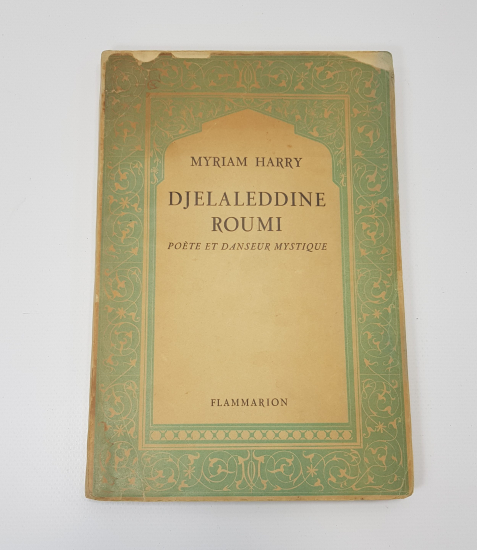 MYRIAM HARRY
DJELALEDDINE
ROUMI
POÈTE ET DANSEUR MYSTIQUE
FLAMMARION